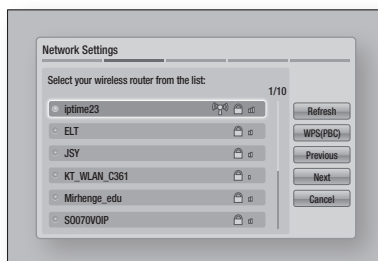 Network Settings
Select your wireless router from the list:
1/10
iptime23
ELT
JSY
KT_WLAN_C361
Mirhenge_edu
SO070VOIP
Refresh
WPS(PBC)
Previous
Next
Cancel